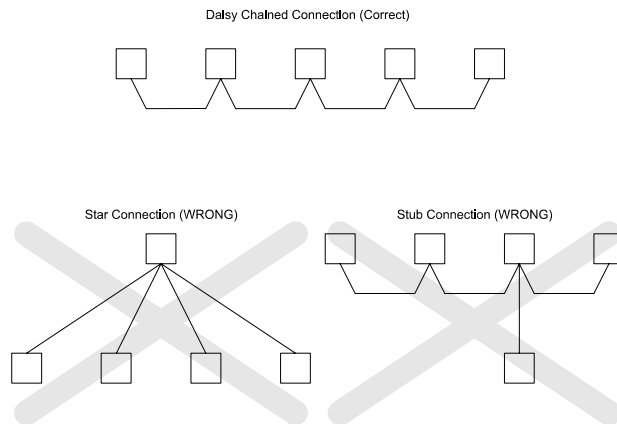 Daisy Chained Connection (Correct)
Star Connection (WRONG)
Stub Connection (WRONG)